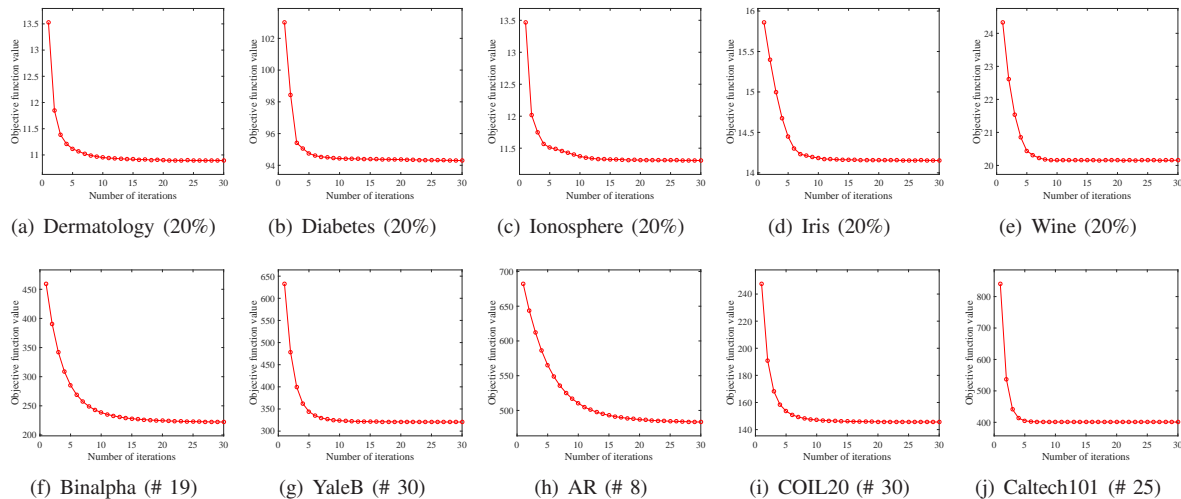 Objective function value
13.5
13
12.5
12
11.5
11
0 5 10 15 20 25 30
Number of iterations
(a) Dermatology (20%)
Objective function value
102
100
98
96
94
0 5 10 15 20 25 30
Number of iterations
(b) Diabetes (20%)
Objective function value
13.5
13
12.5
12
11.5
0 5 10 15 20 25 30
Number of iterations
(c) Ionosphere (20%)
Objective function value
16
15.5
15
14.5
14
0 5 10 15 20 25 30
Number of iterations
(d) Iris (20%)
Objective function value
24
23
22
21
20
0 5 10 15 20 25 30
Number of iterations
(e) Wine (20%)
Objective function value
450
400
350
300
250
200
0 5 10 15 20 25 30
Number of iterations
(f) Binalpha (# 19)
Objective function value
650
600
550
500
450
400
350
300
0 5 10 15 20 25 30
Number of iterations
(g) YaleB (# 30)
Objective function value
700
650
600
550
500
0 5 10 15 20 25 30
Number of iterations
(h) AR (# 8)
Objective function value
240
220
200
180
160
140
0 5 10 15 20 25 30
Number of iterations
(i) COIL20 (# 30)
Objective function value
800
700
600
500
400
0 5 10 15 20 25 30
Number of iterations
(j) Caltech101 (# 25)